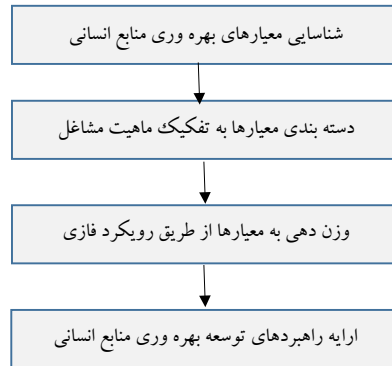 شناسایی معیارهای بهره وری منابع انسانی
دسته بندی معیارها به تفکیک ماهیت مشاغل
وزن دهی به معیارها از طریق رویکرد فازی
ارایه راهبردهای توسعه بهره وری منابع انسانی